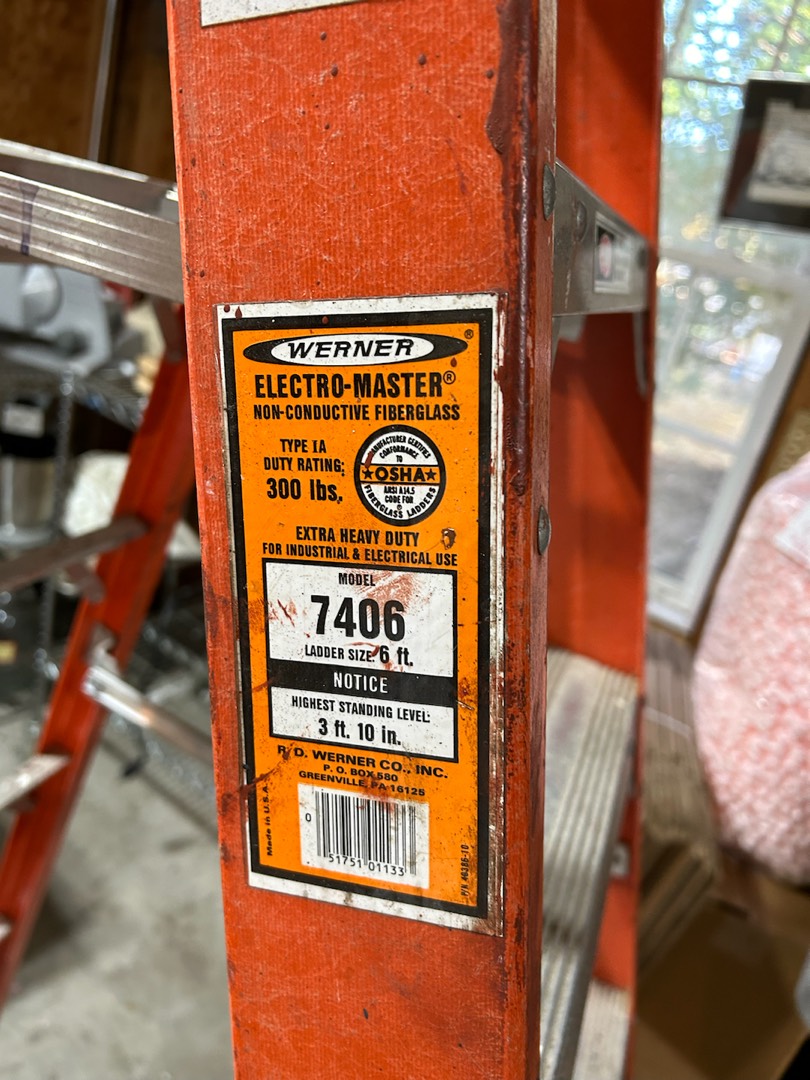 WERNER®
ELECTRO-MASTER®
NON-CONDUCTIVE FIBERGLASS
TYPE IA
DUTY RATING:
300 lbs.
MANUFACTURER CERTIFIES
CONFORMANCE
TO
★OSHA★
ANSI A14.5
CODE FOR
FIBERGLASS LADDERS
EXTRA HEAVY DUTY
FOR INDUSTRIAL & ELECTRICAL USE
MODEL
7406
LADDER SIZE: 6 ft.
NOTICE
HIGHEST STANDING LEVEL:
3 ft. 10 in.
R. D. WERNER CO., INC.
P. O. BOX 580
GREENVILLE, PA 16125
Made in U.S.A.
0
51751 01133
P/N 46386-10